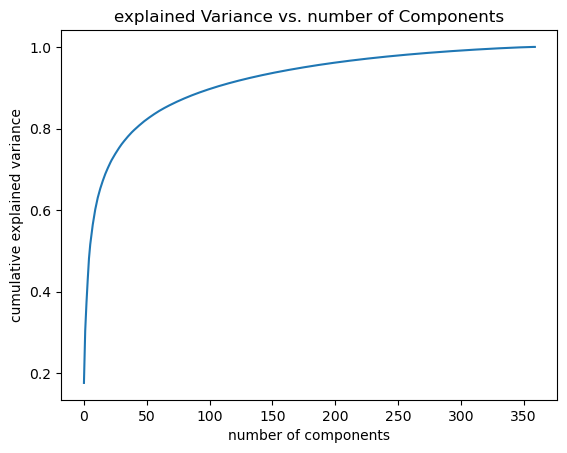 explained Variance vs. number of Components
cumulative explained variance
1.0
0.8
0.6
0.4
0.2
0 50 100 150 200 250 300 350
number of components